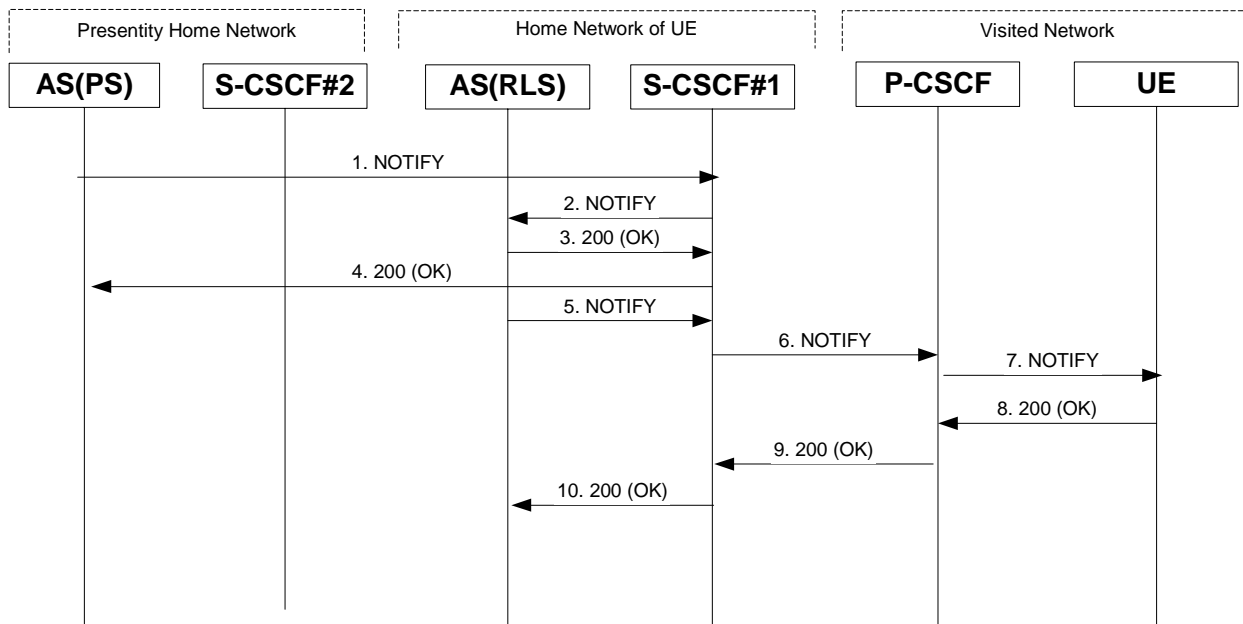 Presentity Home Network
Home Network of UE
Visited Network
AS(PS)
S-CSCF#2
AS(RLS)
S-CSCF#1
P-CSCF
UE
1. NOTIFY
2. NOTIFY
3. 200 (OK)
4. 200 (OK)
5. NOTIFY
6. NOTIFY
7. NOTIFY
8. 200 (OK)
9. 200 (OK)
10. 200 (OK)